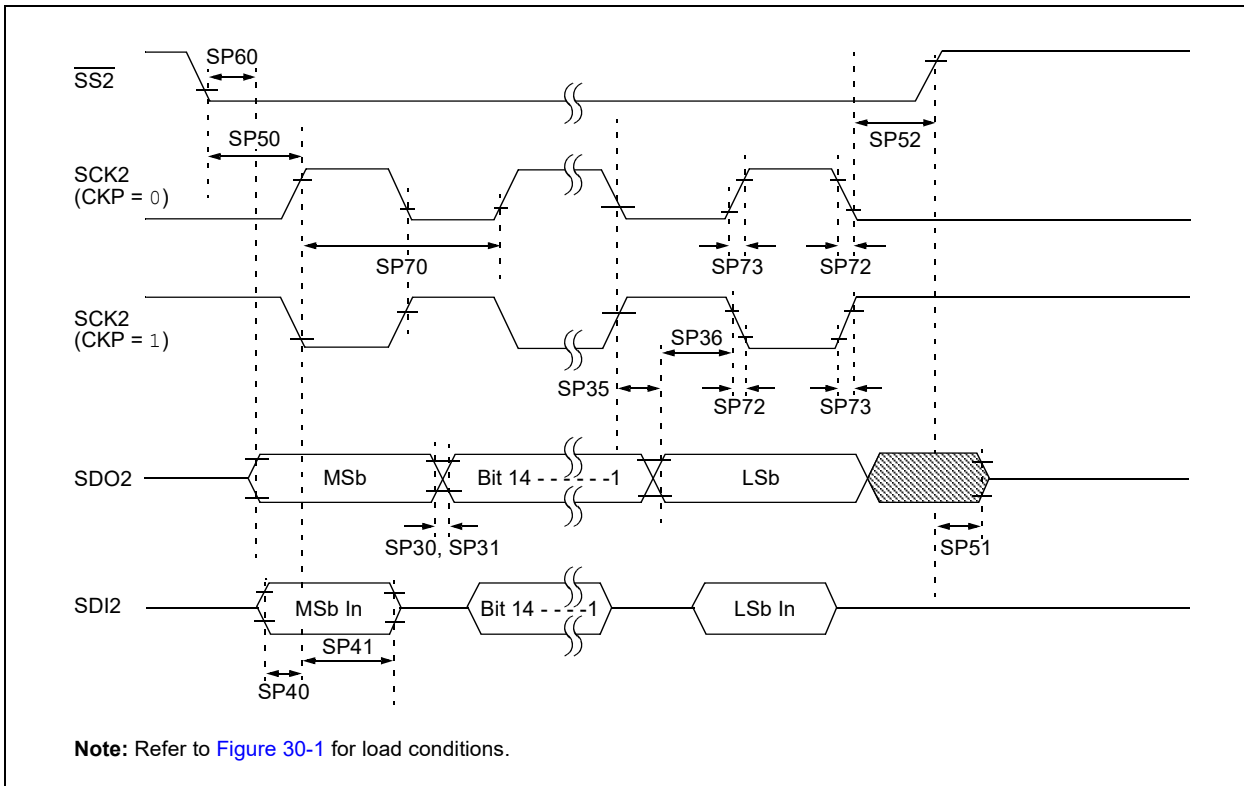 SP60
SS2
SP50
SP52
SCK2
(CKP = 0)
SP70
SP73
SP72
SCK2
(CKP = 1)
SP36
SP35
SP72
SP73
SDO2
MSb
Bit 14 - - - - - -1
LSb
SP30, SP31
SP51
SDI2
MSb In
Bit 14 - - - -1
LSb In
SP41
SP40
Note: Refer to Figure 30-1 for load conditions.